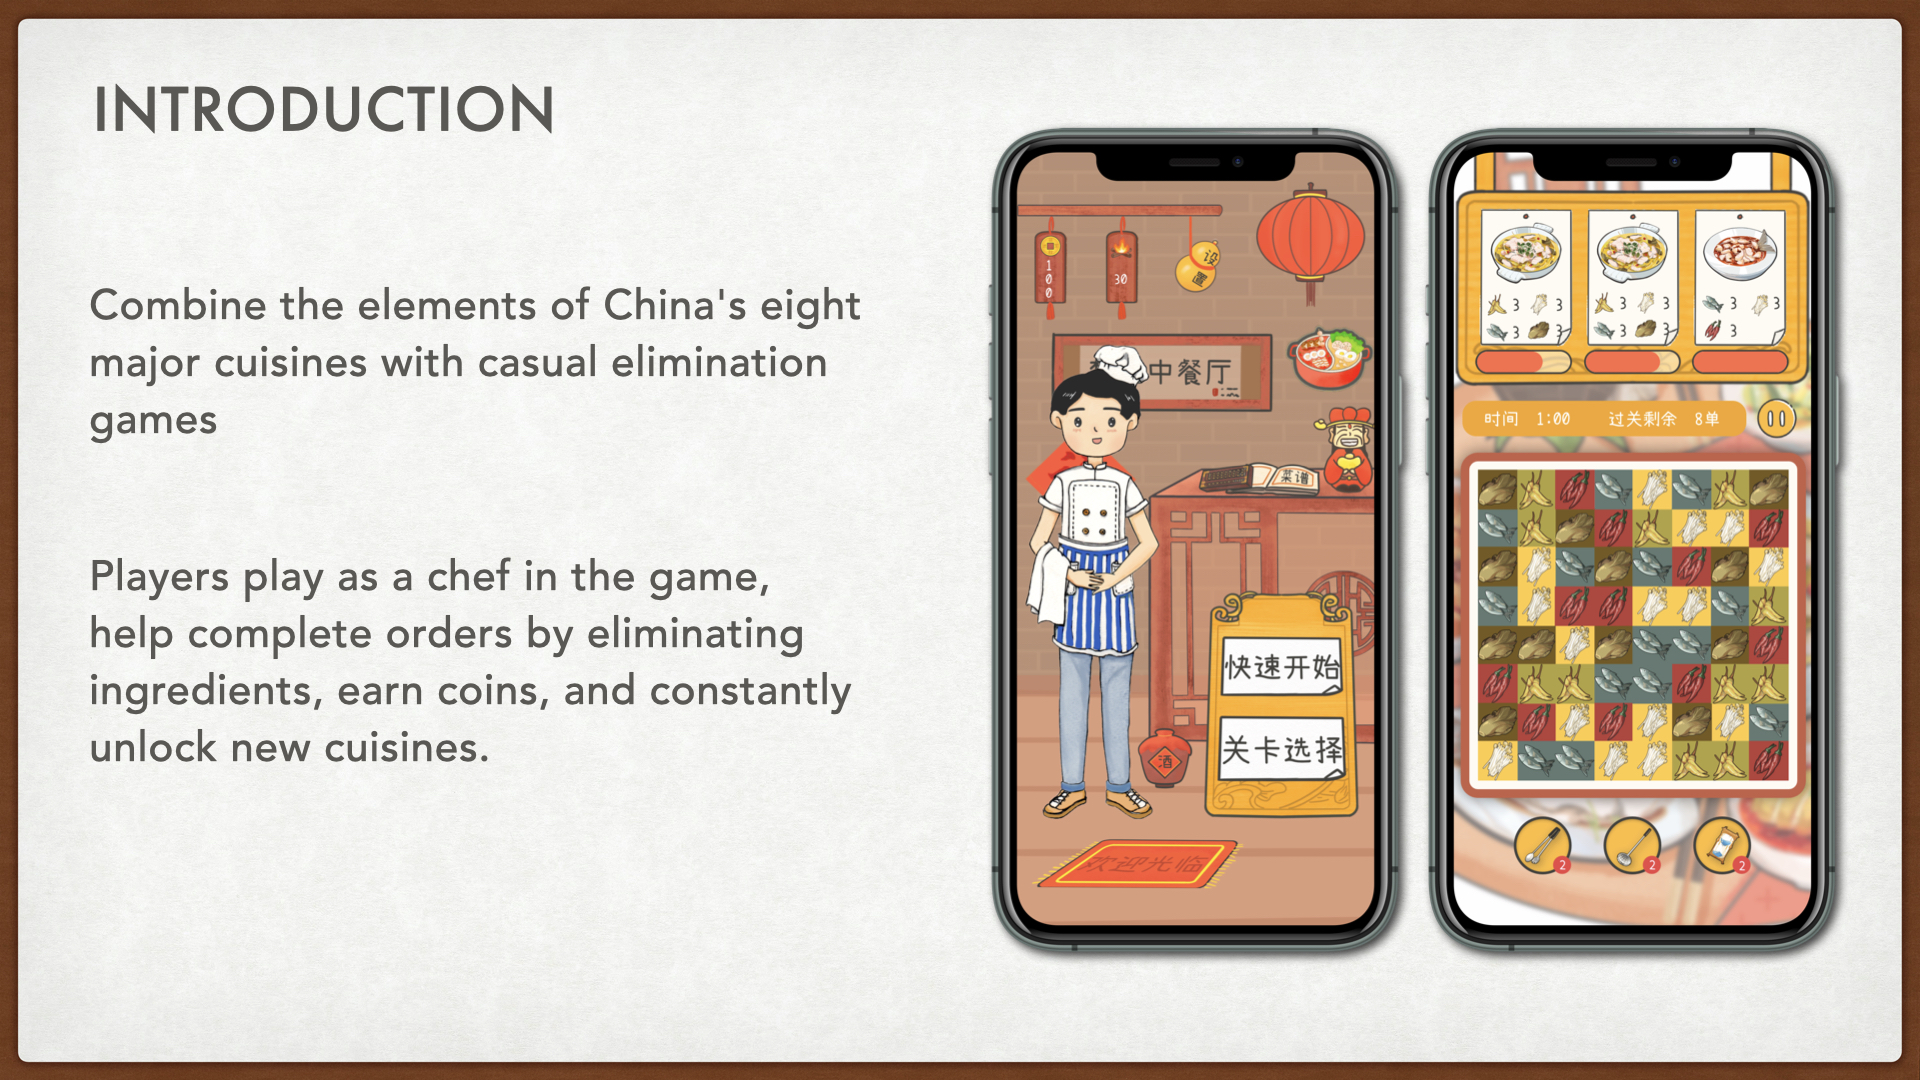 INTRODUCTION
Combine the elements of China's eight
major cuisines with casual elimination
games
Players play as a chef in the game,
help complete orders by eliminating
ingredients, earn coins, and constantly
unlock new cuisines.
100
30
设置
中餐厅
菜谱
快速开始
关卡选择
酒
欢迎光临
3 3 3 3 3 3
3 3 3 3 3
时间 1:00 过关剩余 8单
2 2 2